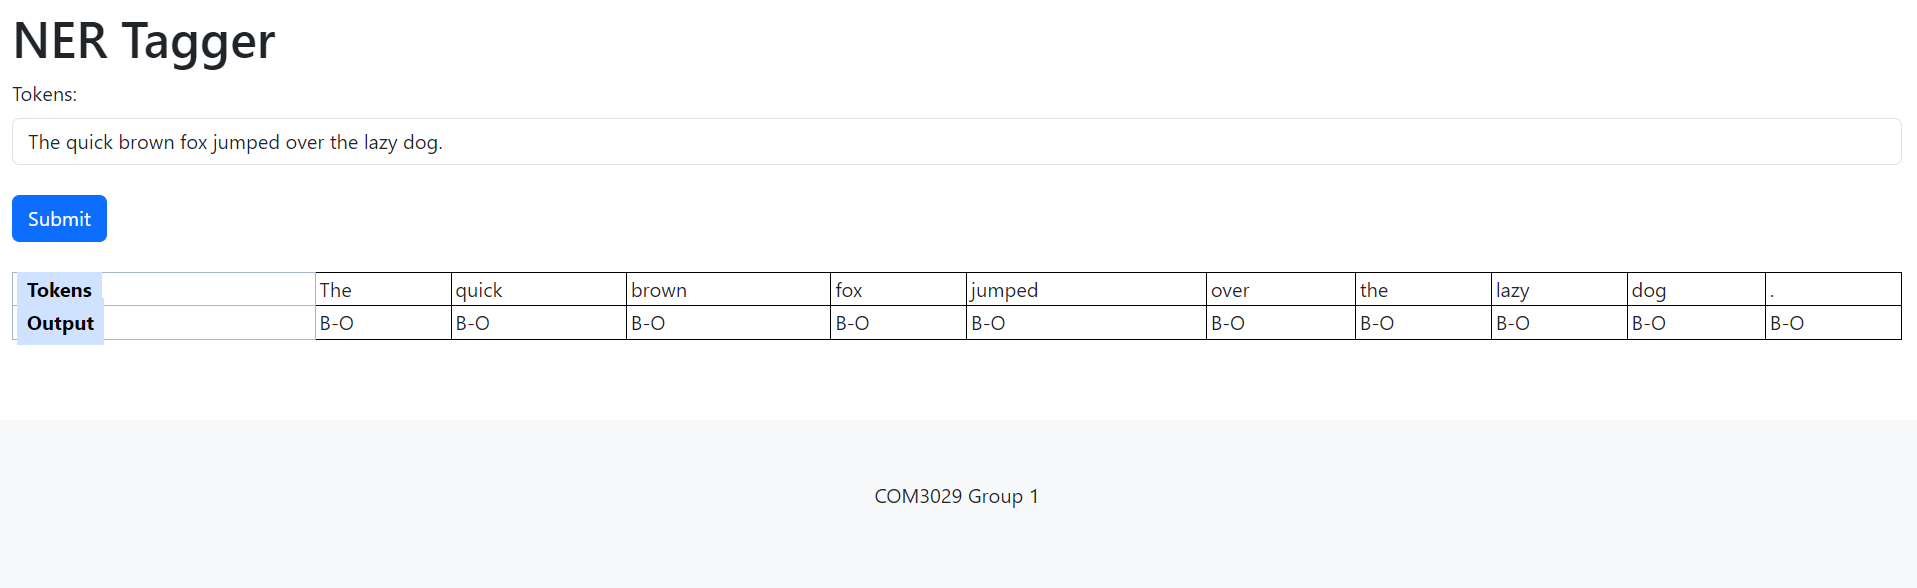 NER Tagger
Tokens:
The quick brown fox jumped over the lazy dog.
Submit
Tokens The quick brown fox jumped over the lazy dog .
Output B-O B-O B-O B-O B-O B-O B-O B-O B-O B-O
COM3029 Group 1